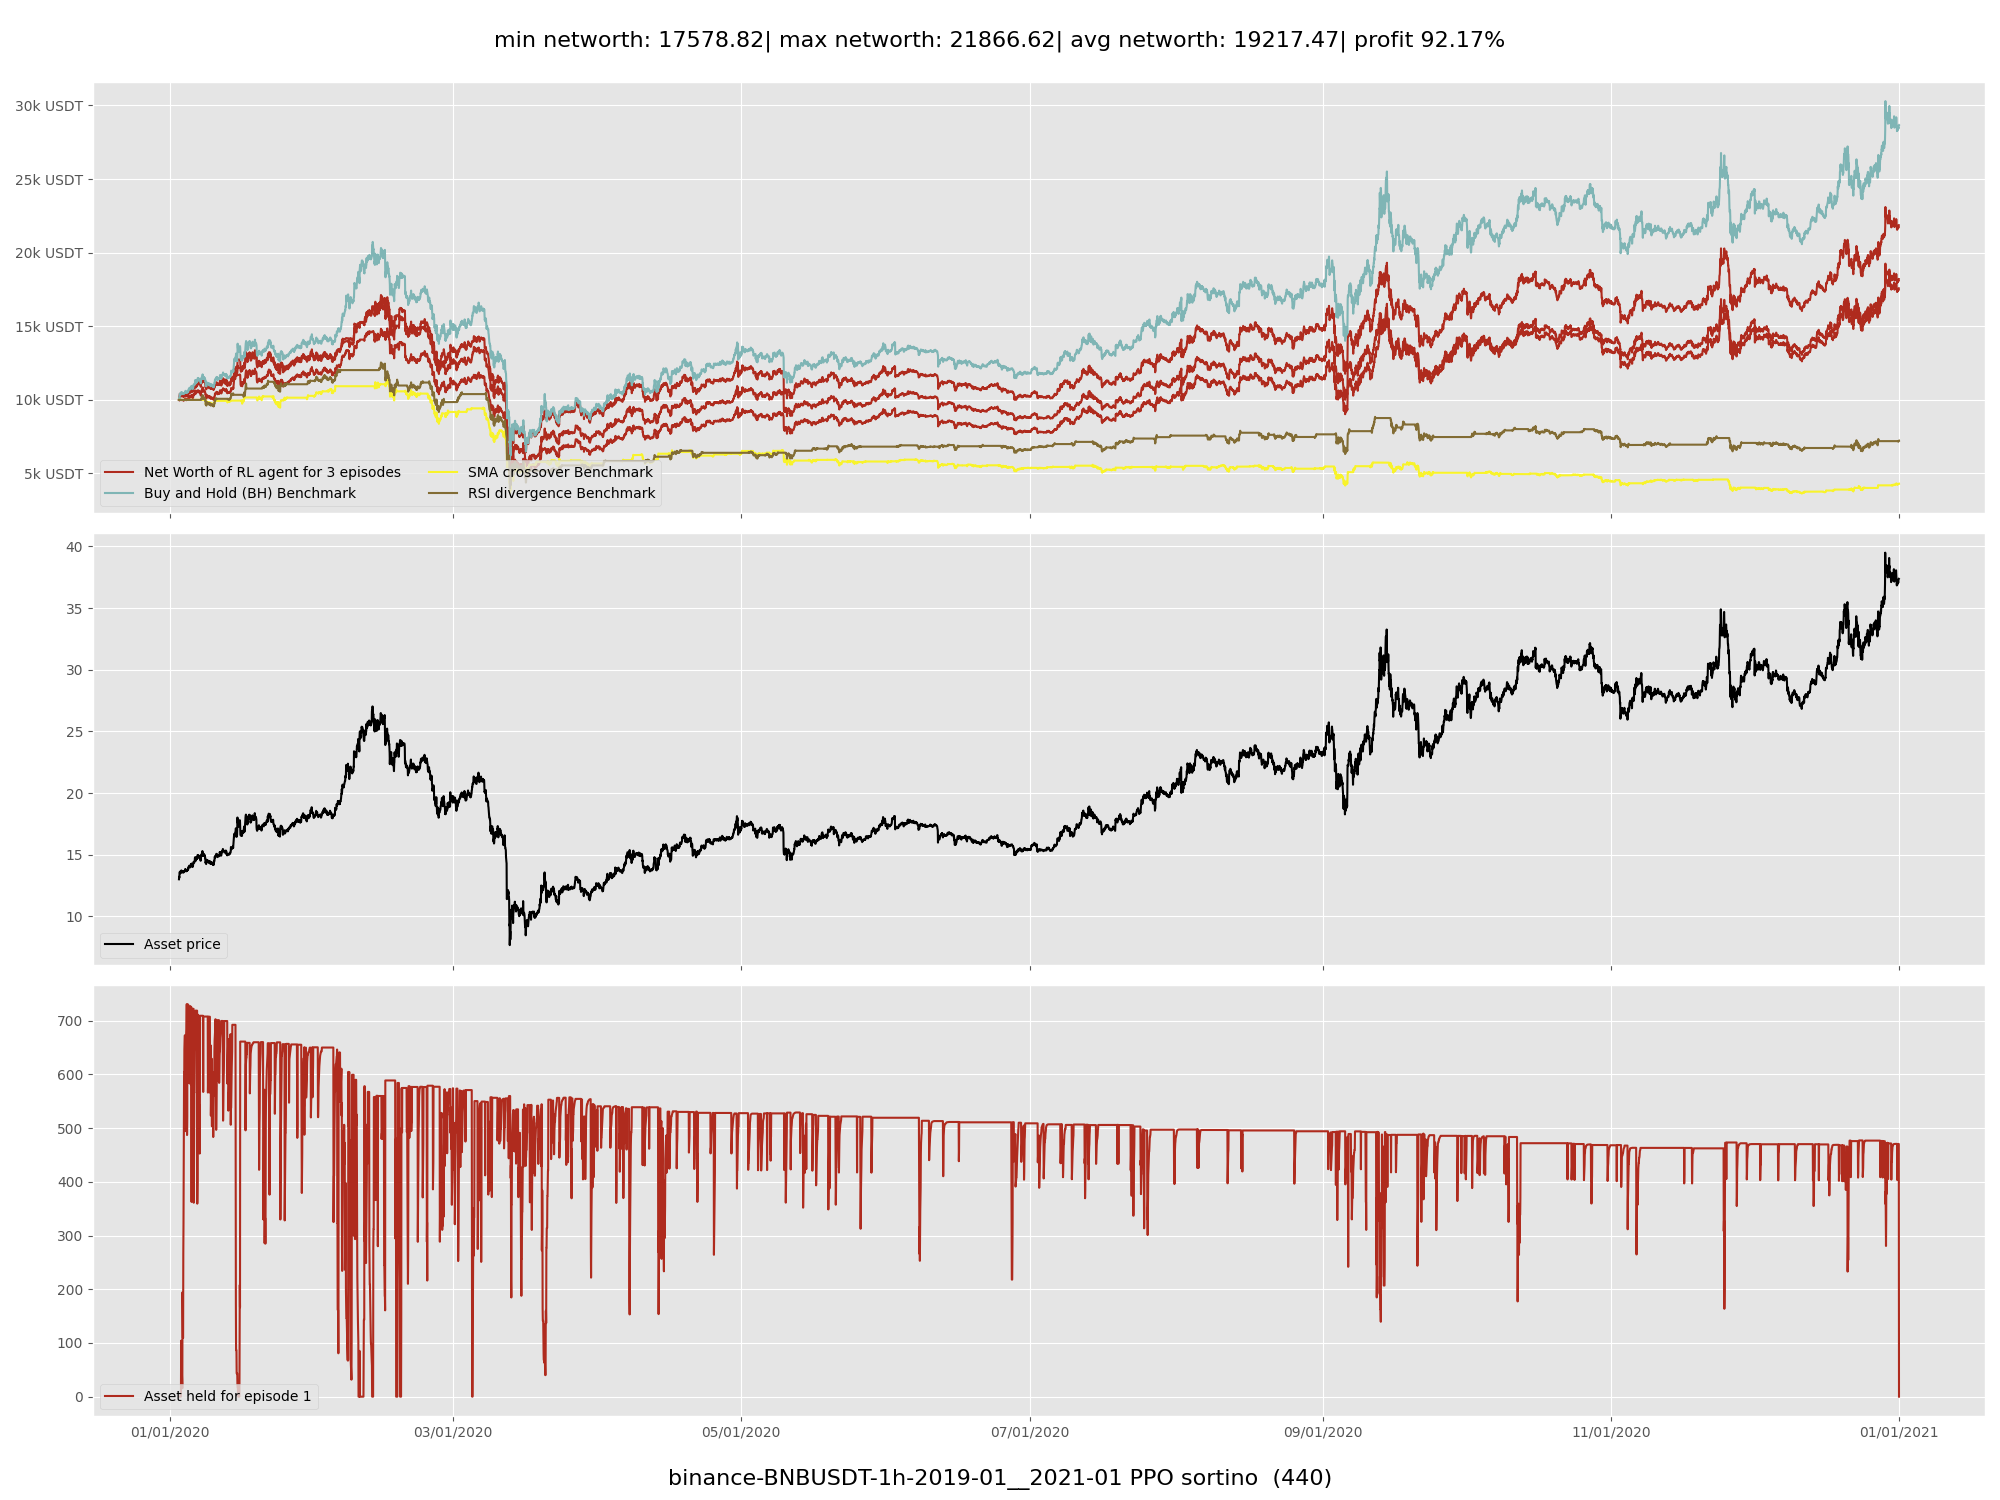 min networth: 17578.82| max networth: 21866.62| avg networth: 19217.47| profit 92.17%
30k USDT
25k USDT
20k USDT
15k USDT
10k USDT
5k USDT
Net Worth of RL agent for 3 episodes
Buy and Hold (BH) Benchmark
SMA crossover Benchmark
RSI divergence Benchmark
40
35
30
25
20
15
10
Asset price
700
600
500
400
300
200
100
0
Asset held for episode 1
01/01/2020 03/01/2020 05/01/2020 07/01/2020 09/01/2020 11/01/2020 01/01/2021
binance-BNBUSDT-1h-2019-01__2021-01 PPO sortino  (440)